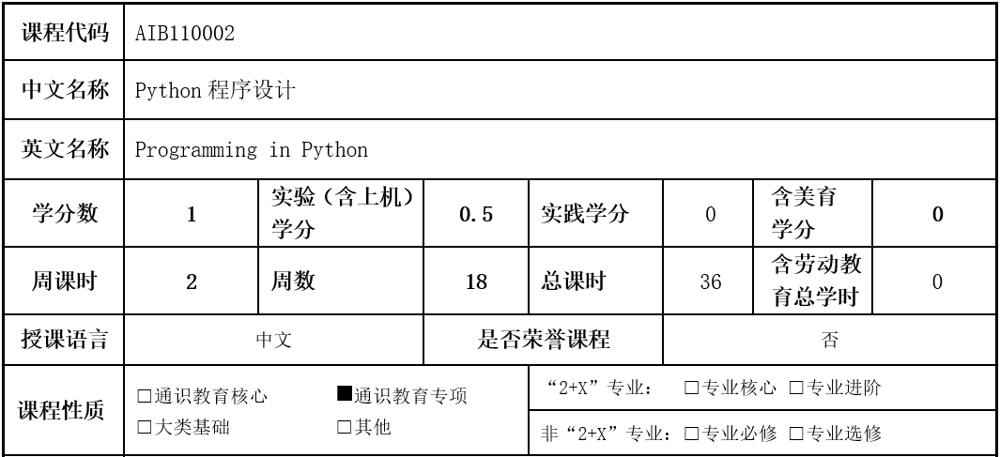 课程代码 AIB110002
中文名称 Python 程序设计
英文名称 Programming in Python
学分数 1 实验（含上机）学分 0.5 实践学分 0 含美育学分 0
周课时 2 周数 18 总课时 36 含劳动教育总学时 0
授课语言 中文 是否荣誉课程 否
课程性质
□通识教育核心 ■通识教育专项
□大类基础 □其他
“2+X”专业： □专业核心 □专业进阶
非“2+X”专业：□专业必修 □专业选修